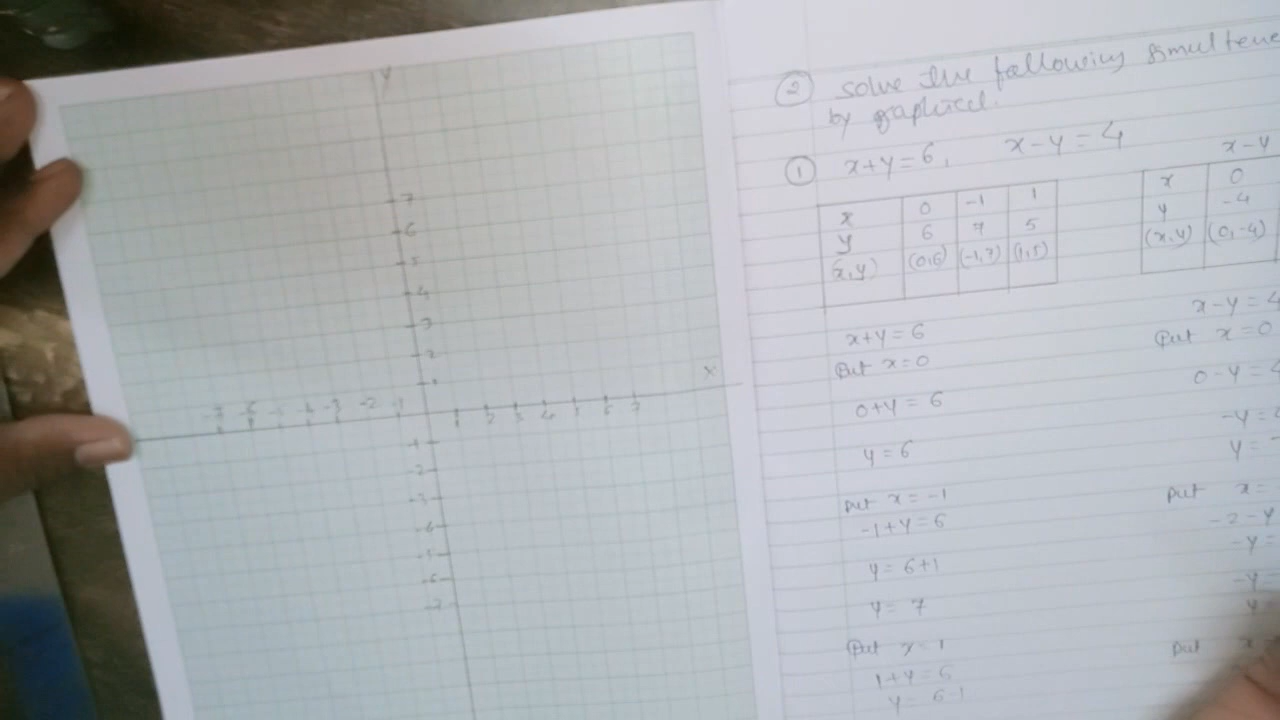 Y
7
6
5
4
3
2
1
X
-7 -6 -5 -4 -3 -2 -1 1 2 3 4 5 6 7
-1
-2
-3
-4
-5
-6
-7
② Solve the following Simultene
by graphical.
① x+y=6, x-y=4
x 0 -1 1
y 6 7 5
(x,y) (0,6) (-1,7) (1,5)
x-y
x 0
y -4
(x,y) (0,-4)
x+y=6
Put x=0
0+y=6
y=6
Put x=-1
-1+y=6
y=6+1
y=7
Put x=1
1+y=6
y=6-1
x-y=4
Put x=0
0-y=4
-y=
y=-
Put x=
-2-y
-y=
-y=
y=
Put x